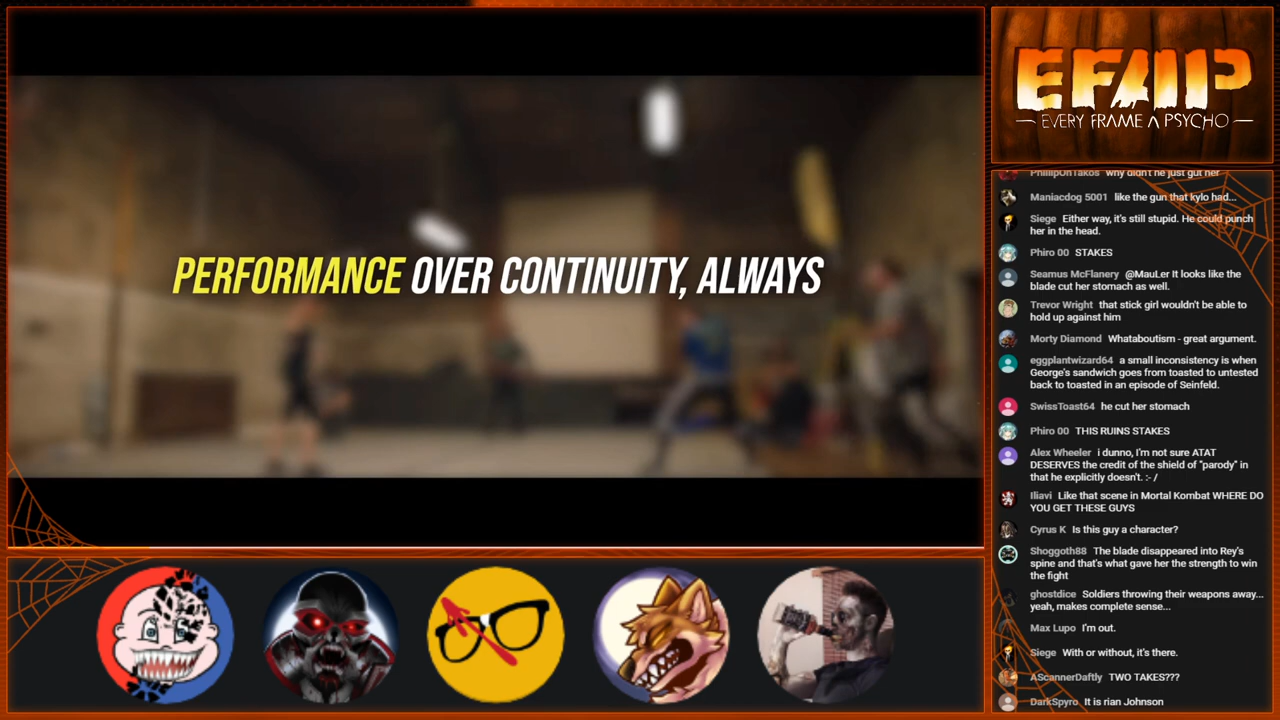 PERFORMANCE OVER CONTINUITY, ALWAYS
EFAP
EVERY FRAME A PSYCHO
PhillipOnTakos why didn't he just gut her
Maniacdog 5001 like the gun that kylo had...
Siege Either way, it's still stupid. He could punch
her in the head.
Phiro 00 STAKES
Seamus McFlanery @MauLer It looks like the
blade cut her stomach as well.
Trevor Wright that stick girl wouldn't be able to
hold up against him
Morty Diamond Whataboutism - great argument.
eggplantwizard64 a small inconsistency is when
George's sandwich goes from toasted to untested
back to toasted in an episode of Seinfeld.
SwissToast64 he cut her stomach
Phiro 00 THIS RUINS STAKES
Alex Wheeler i dunno, I'm not sure ATAT
DESERVES the credit of the shield of "parody" in
that he explicitly doesn't. :- /
Iliavi Like that scene in Mortal Kombat WHERE DO
YOU GET THESE GUYS
Cyrus K Is this guy a character?
Shoggoth88 The blade disappeared into Rey's
spine and that's what gave her the strength to win
the fight
ghostdice Soldiers throwing their weapons away...
yeah, makes complete sense...
Max Lupo I'm out.
Siege With or without, it's there.
AScannerDaftly TWO TAKES???
DarkSpyro It is rian Johnson